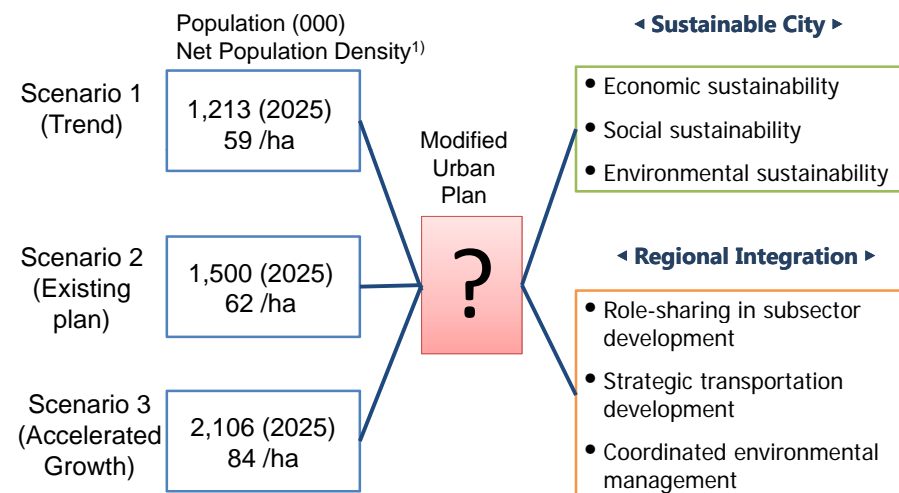 Population (000)
Net Population Density1)
Scenario 1
(Trend)
1,213 (2025)
59 /ha
Scenario 2
(Existing
plan)
1,500 (2025)
62 /ha
Scenario 3
(Accelerated
Growth)
2,106 (2025)
84 /ha
Modified
Urban
Plan
?
◄ Sustainable City ►
• Economic sustainability
• Social sustainability
• Environmental sustainability
◄ Regional Integration ►
• Role-sharing in subsector
development
• Strategic transportation
development
• Coordinated environmental
management